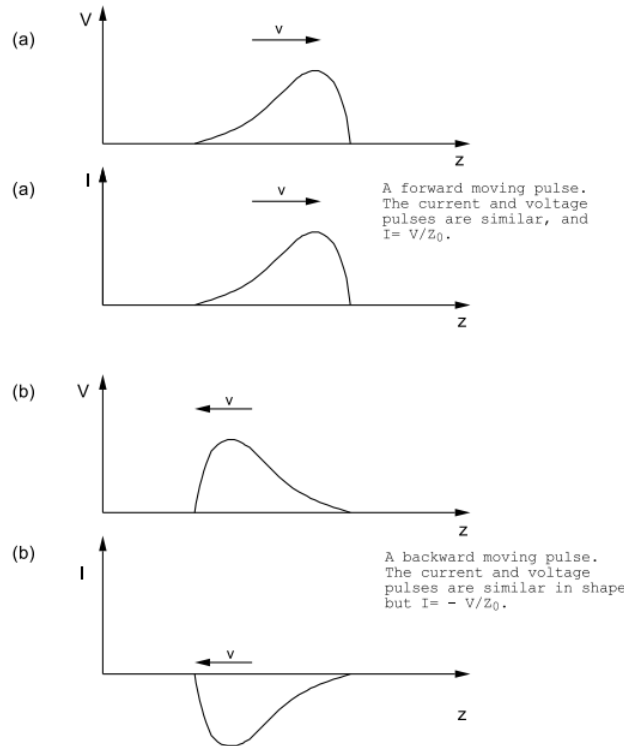 V
(a)
v
z
(a)
I
v
A forward moving pulse.
The current and voltage
pulses are similar, and
I= V/Z₀.
z
(b)
V
v
z
(b)
I
A backward moving pulse.
The current and voltage
pulses are similar in shape
but I= - V/Z₀.
v
z